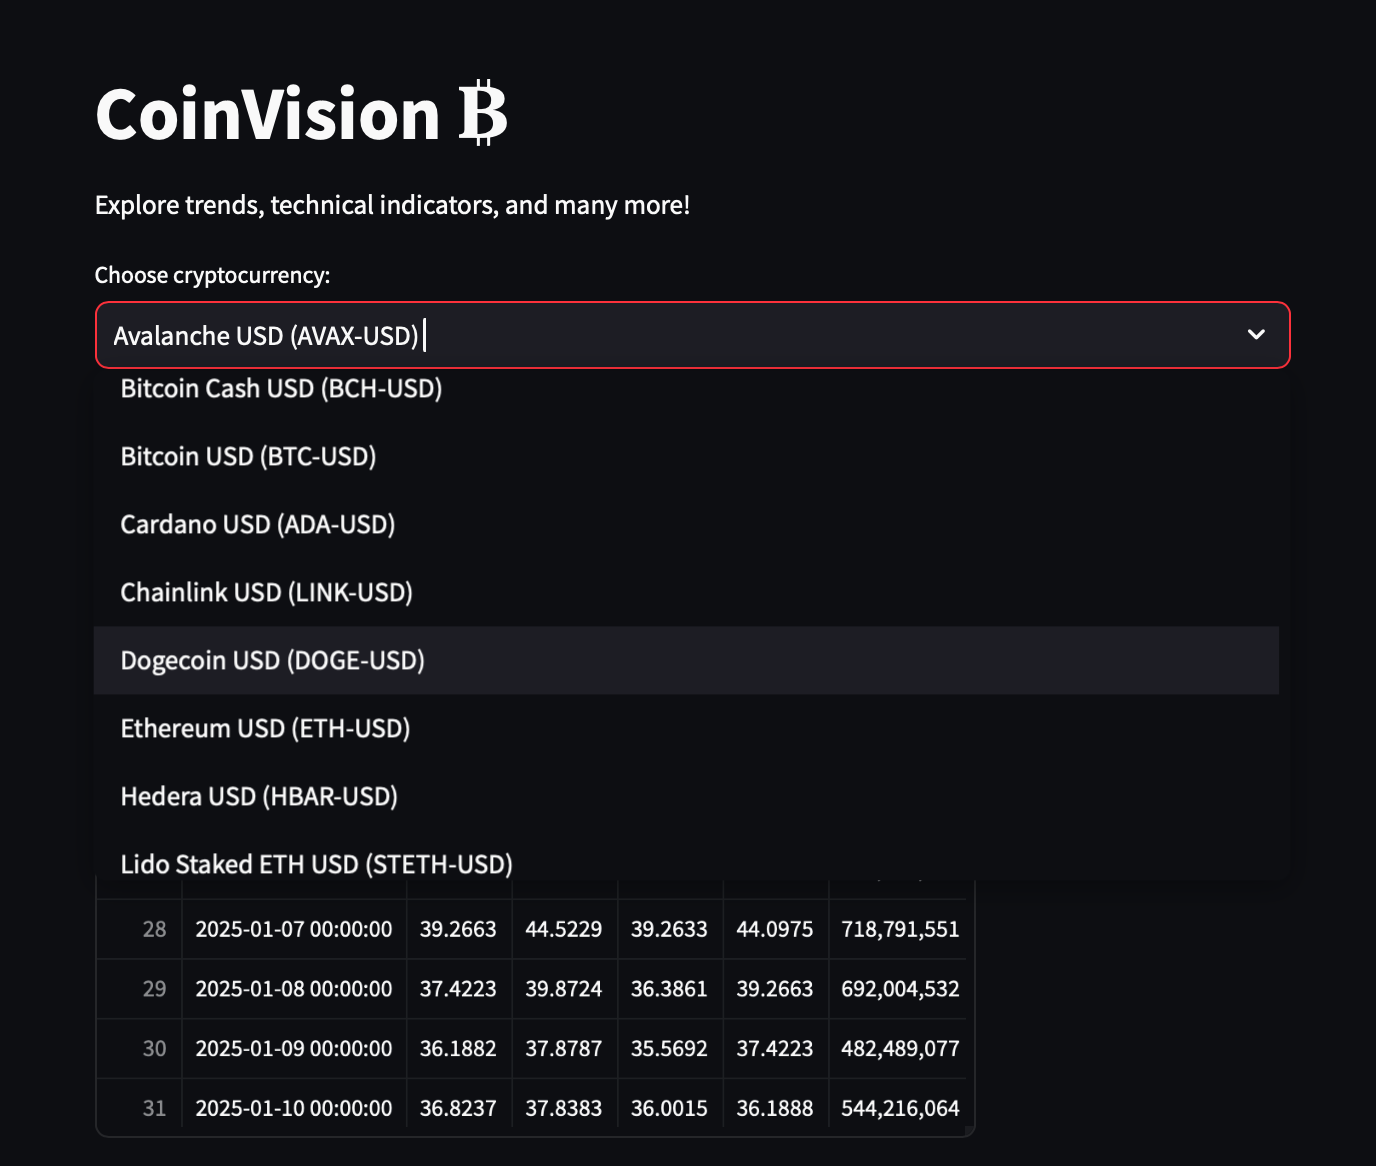 CoinVision ₿
Explore trends, technical indicators, and many more!
Choose cryptocurrency:
Avalanche USD (AVAX-USD)
Bitcoin Cash USD (BCH-USD)
Bitcoin USD (BTC-USD)
Cardano USD (ADA-USD)
Chainlink USD (LINK-USD)
Dogecoin USD (DOGE-USD)
Ethereum USD (ETH-USD)
Hedera USD (HBAR-USD)
Lido Staked ETH USD (STETH-USD)
28 2025-01-07 00:00:00 39.2663 44.5229 39.2633 44.0975 718,791,551
29 2025-01-08 00:00:00 37.4223 39.8724 36.3861 39.2663 692,004,532
30 2025-01-09 00:00:00 36.1882 37.8787 35.5692 37.4223 482,489,077
31 2025-01-10 00:00:00 36.8237 37.8383 36.0015 36.1888 544,216,064